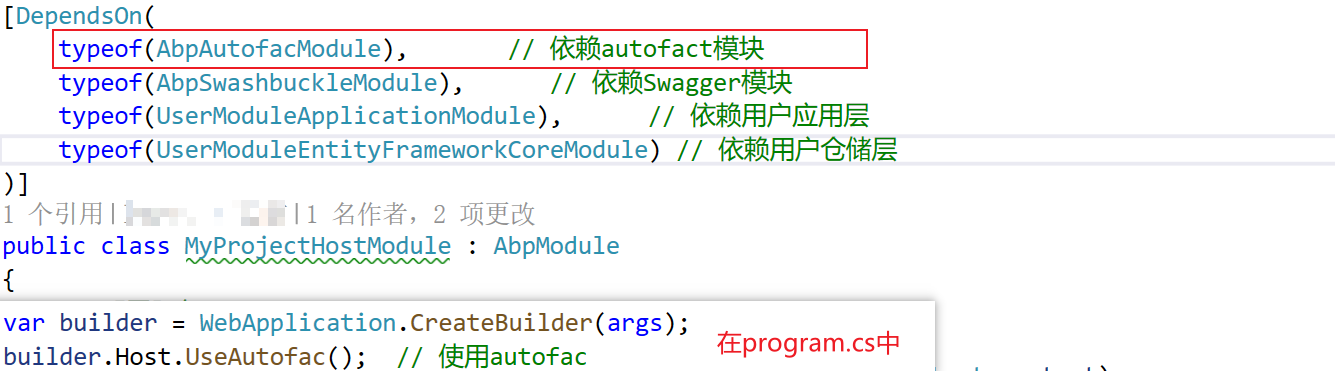 [DependsOn(
typeof(AbpAutofacModule), // 依赖autofact模块
typeof(AbpSwashbuckleModule), // 依赖Swagger模块
typeof(UserModuleApplicationModule), // 依赖用户应用层
typeof(UserModuleEntityFrameworkCoreModule) // 依赖用户仓储层
)]
1 个引用| |1 名作者，2 项更改
public class MyProjectHostModule : AbpModule
{
var builder = WebApplication.CreateBuilder(args);
builder.Host.UseAutofac(); // 使用autofac
在program.cs中